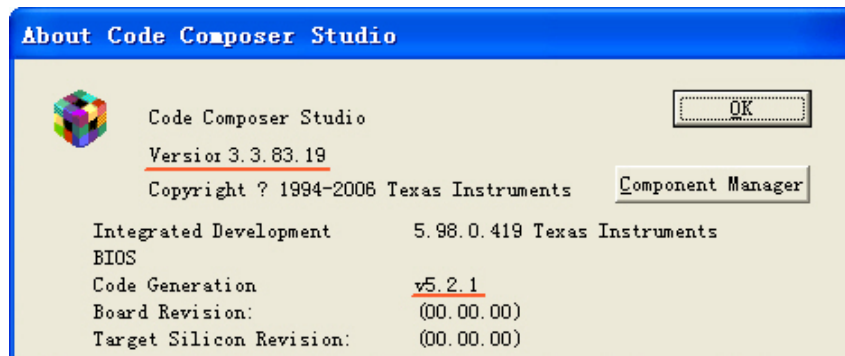 About Code Composer Studio
Code Composer Studio
OK
Versior 3.3.83.19
Copyright ? 1994-2006 Texas Instruments
Component Manager
Integrated Development 5.98.0.419 Texas Instruments
BIOS
Code Generation v5.2.1
Board Revision: (00.00.00)
Target Silicon Revision: (00.00.00)